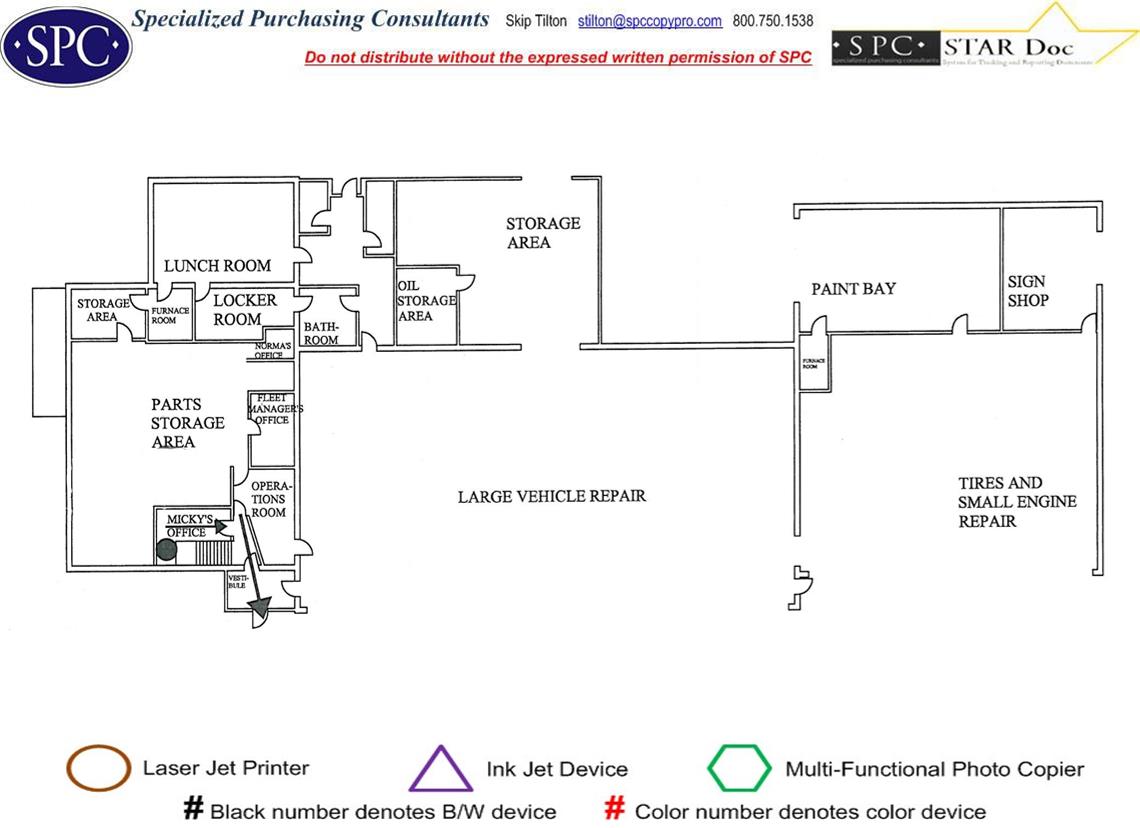 Specialized Purchasing Consultants Skip Tilton stilton@spccopypro.com 800.750.1538
·SPC·
Do not distribute without the expressed written permission of SPC
·SPC· STAR Doc
specialized purchasing consultants System for Tracking and Reporting Documents
STORAGE
AREA
LUNCH ROOM
SIGN
SHOP
PAINT BAY
OIL
STORAGE
AREA
STORAGE
AREA
FURNACE
ROOM
LOCKER
ROOM
BATH-
ROOM
NORMA'S
OFFICE
FURNACE
ROOM
FLEET
MANAGER'S
OFFICE
PARTS
STORAGE
AREA
OPERA-
TIONS
ROOM
LARGE VEHICLE REPAIR
TIRES AND
SMALL ENGINE
REPAIR
MICKY'S
OFFICE
VESTI-
BULE
Laser Jet Printer
Ink Jet Device
Multi-Functional Photo Copier
# Black number denotes B/W device
# Color number denotes color device